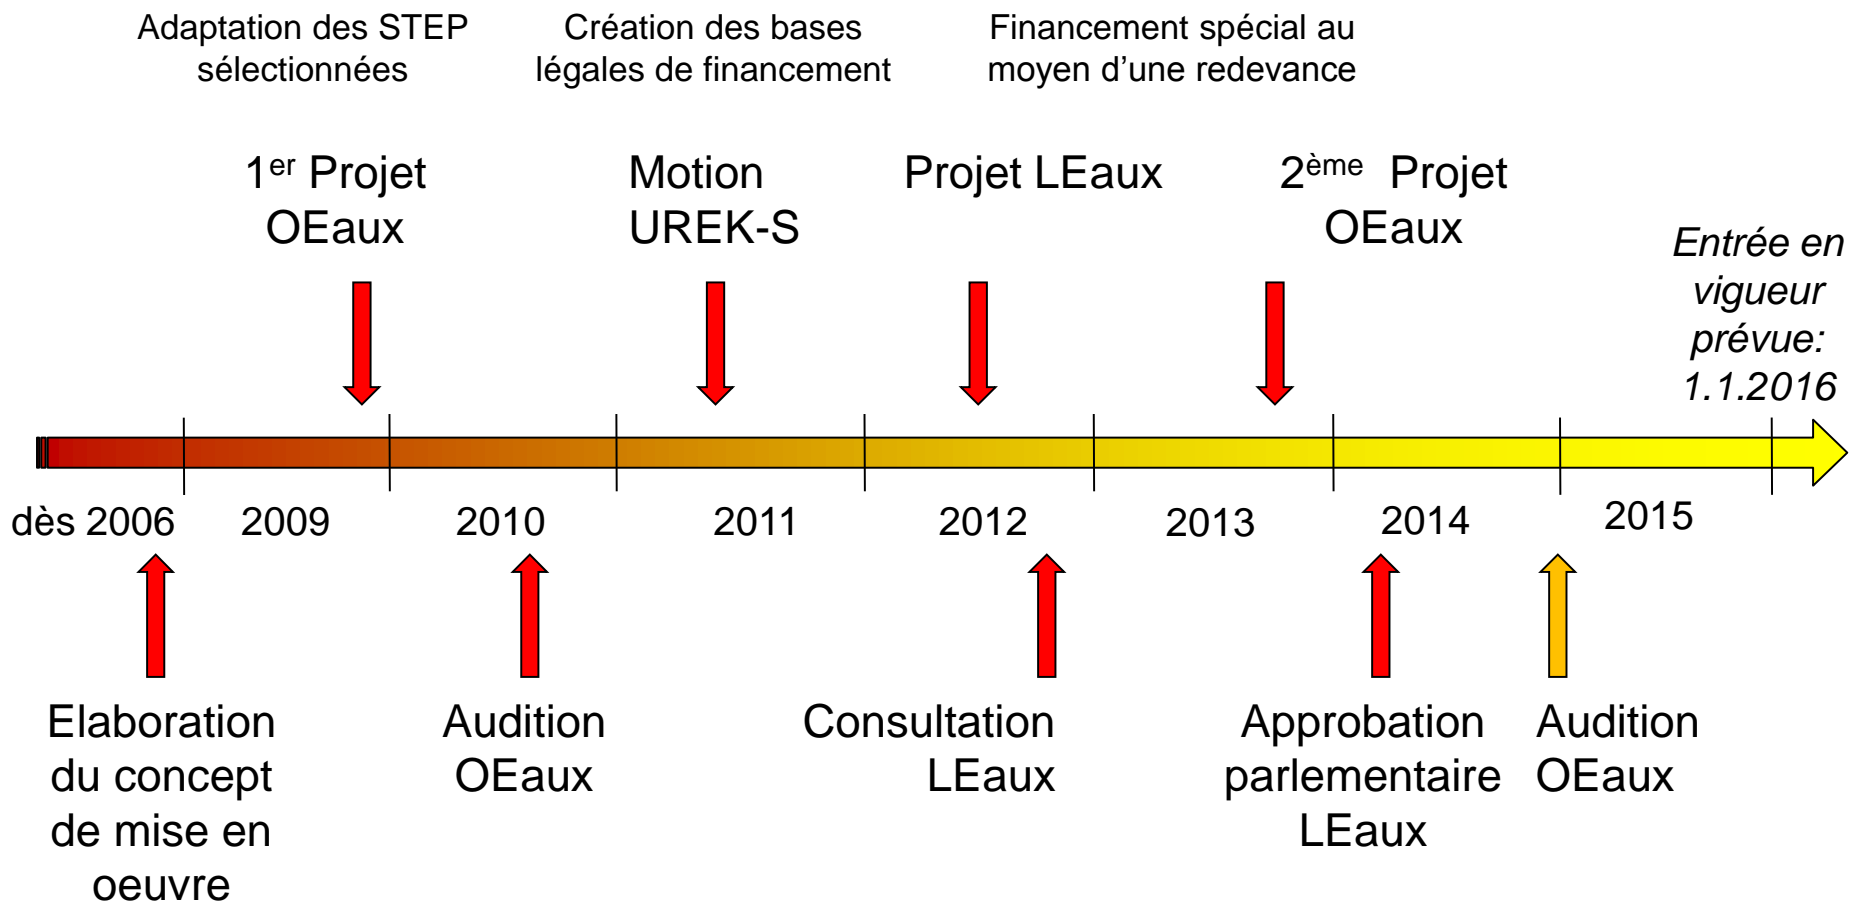 Adaptation des STEP
sélectionnées
Création des bases
légales de financement
Financement spécial au
moyen d’une redevance
1er Projet
OEaux
Motion
UREK-S
Projet LEaux
2ème Projet
OEaux
Entrée en
vigueur
prévue:
1.1.2016
dès 2006 2009 2010 2011 2012 2013 2014 2015
Elaboration
du concept
de mise en
oeuvre
Audition
OEaux
Consultation
LEaux
Approbation
parlementaire
LEaux
Audition
OEaux